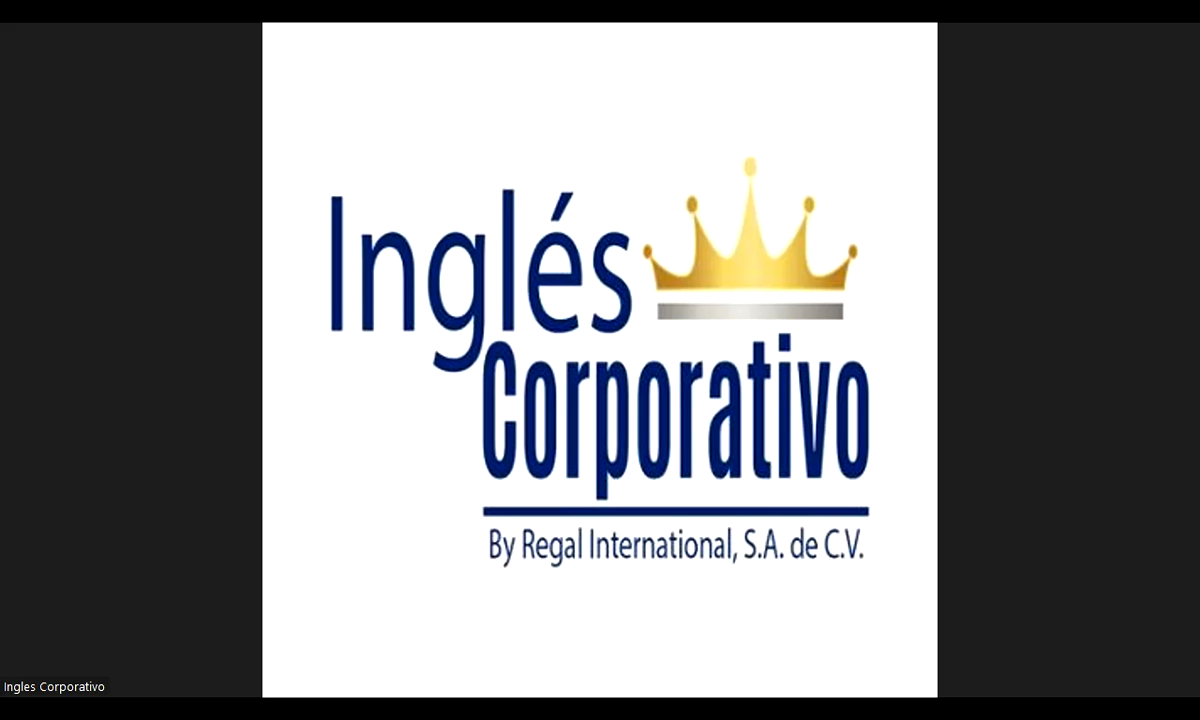 Inglés
Corporativo
By Regal International, S.A. de C.V.
Ingles Corporativo